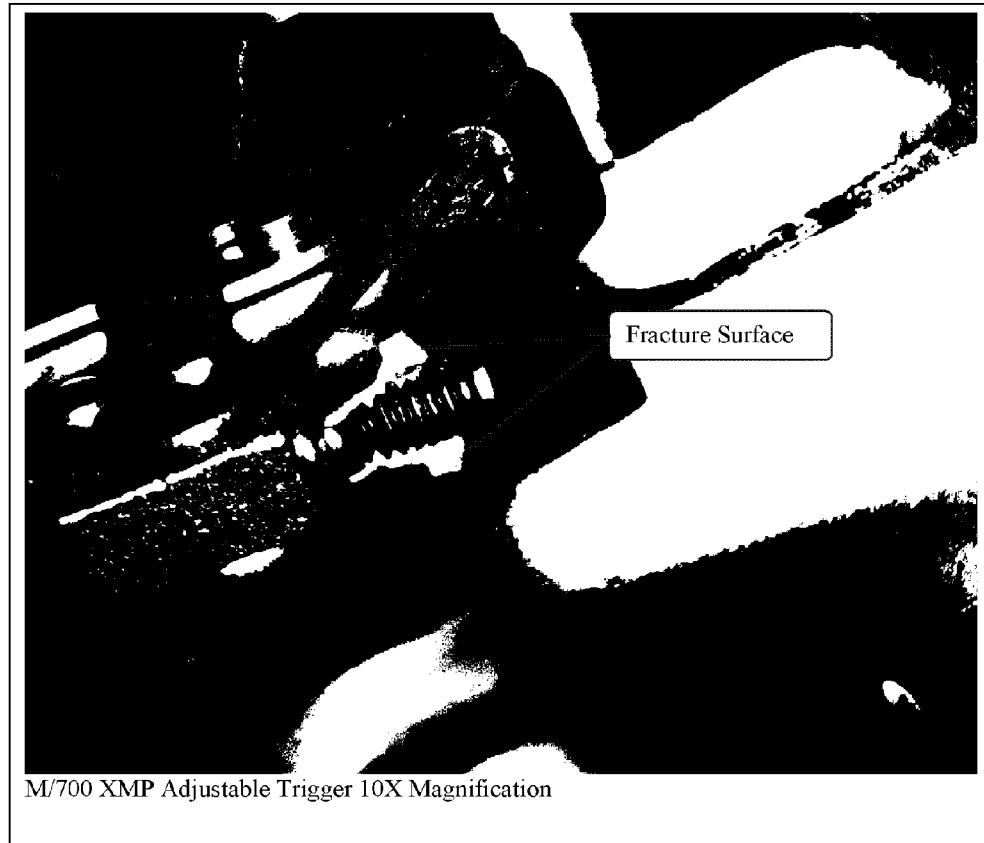 Fracture Surface
M/700 XMP Adjustable Trigger 10X Magnification